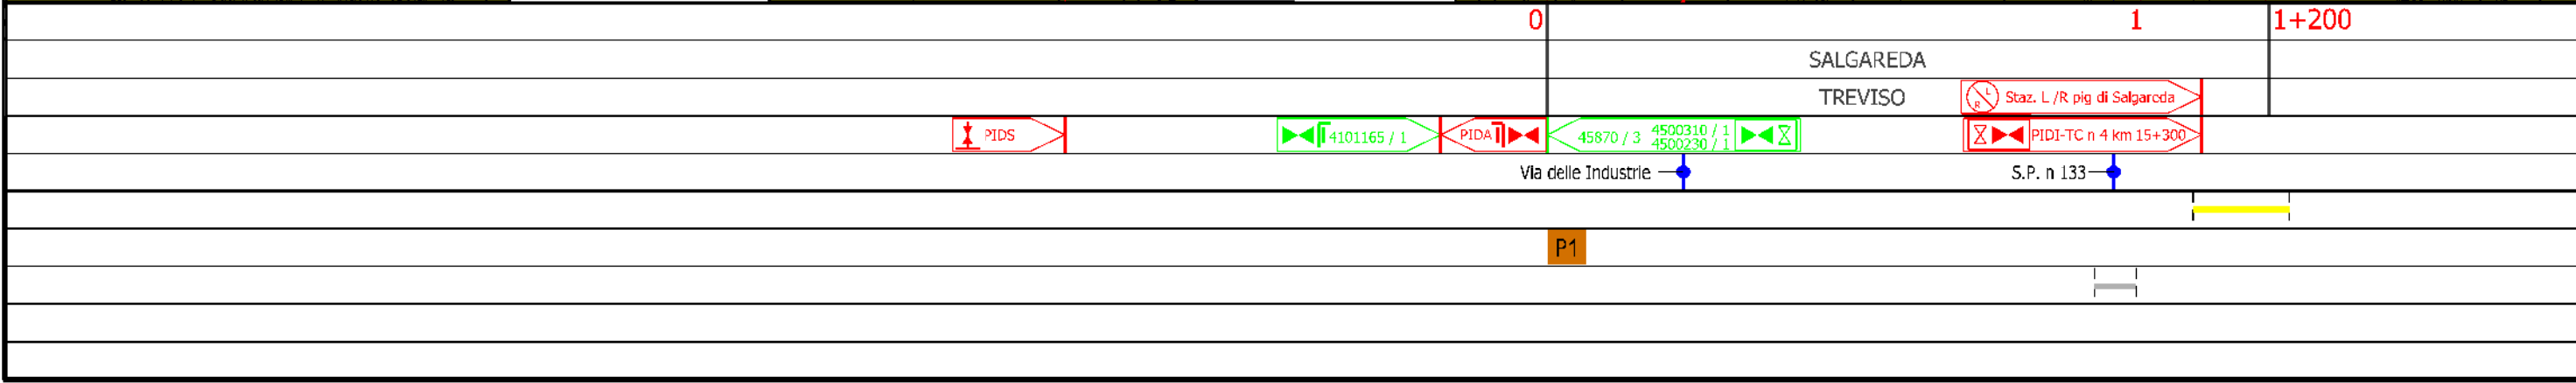 0 1 1+200
SALGAREDA
TREVISO
R L Staz. L /R pig di Salgareda
PIDS
4101165 / 1
PIDA
45870 / 3
4500310 / 1
4500230 / 1
PIDI-TC n 4 km 15+300
Via delle Industrie
S.P. n 133
P1